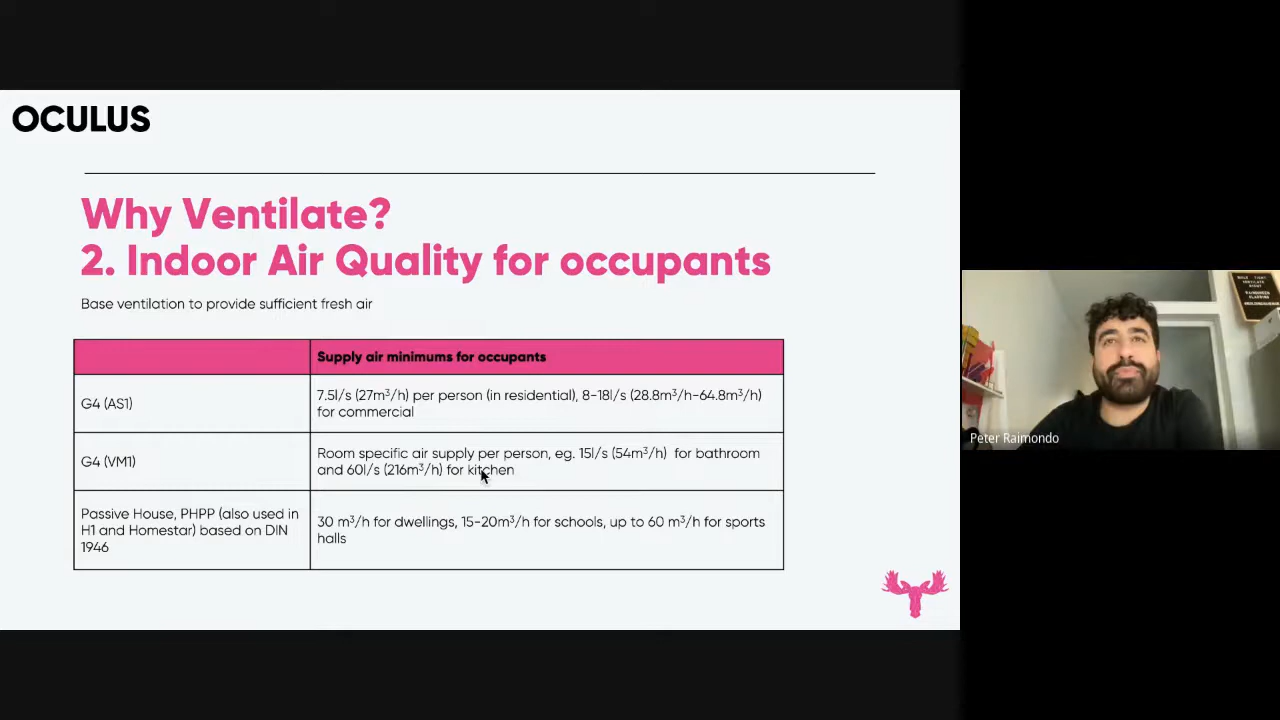 OCULUS
Why Ventilate?
2. Indoor Air Quality for occupants
Base ventilation to provide sufficient fresh air
Supply air minimums for occupants
G4 (AS1)
7.5l/s (27m³/h) per person (in residential), 8-18l/s (28.8m³/h-64.8m³/h)
for commercial
G4 (VM1)
Room specific air supply per person, eg. 15l/s (54m³/h)  for bathroom
and 60l/s (216m³/h) for kitchen
Passive House, PHPP (also used in
H1 and Homestar) based on DIN
1946
30 m³/h for dwellings, 15-20m³/h for schools, up to 60 m³/h for sports
halls
Peter Raimondo